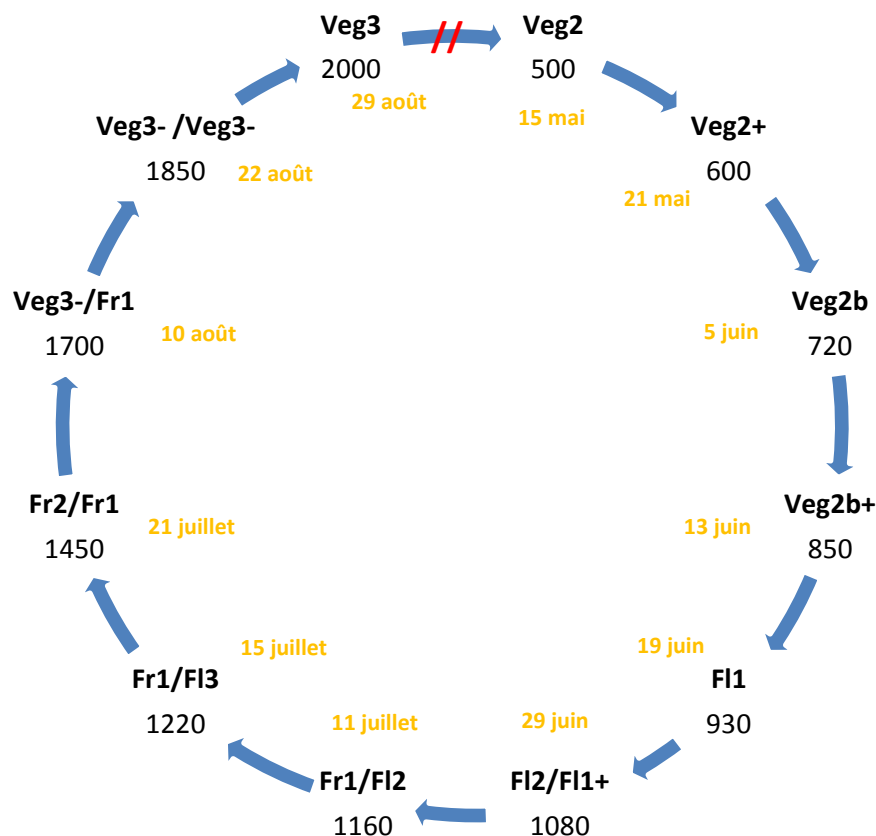 Veg3
2000
29 août
Veg2
500
15 mai
Veg2+
600
21 mai
Veg2b
720
5 juin
Veg2b+
850
13 juin
Fl1
930
19 juin
Fl2/Fl1+
1080
29 juin
Fr1/Fl2
1160
11 juillet
Fr1/Fl3
1220
15 juillet
Fr2/Fr1
1450
21 juillet
Veg3-/Fr1
1700
10 août
Veg3- /Veg3-
1850
22 août